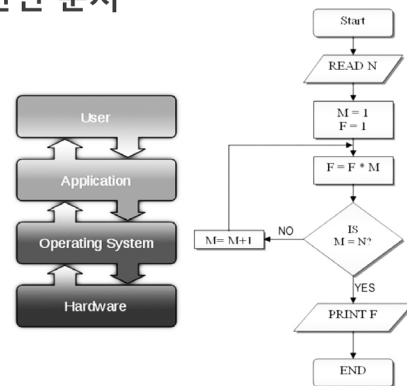 User
Application
Operating System
Hardware
Start
READ N
M = 1
F = 1
F = F * M
NO
M= M+1
IS
M = N?
YES
PRINT F
END